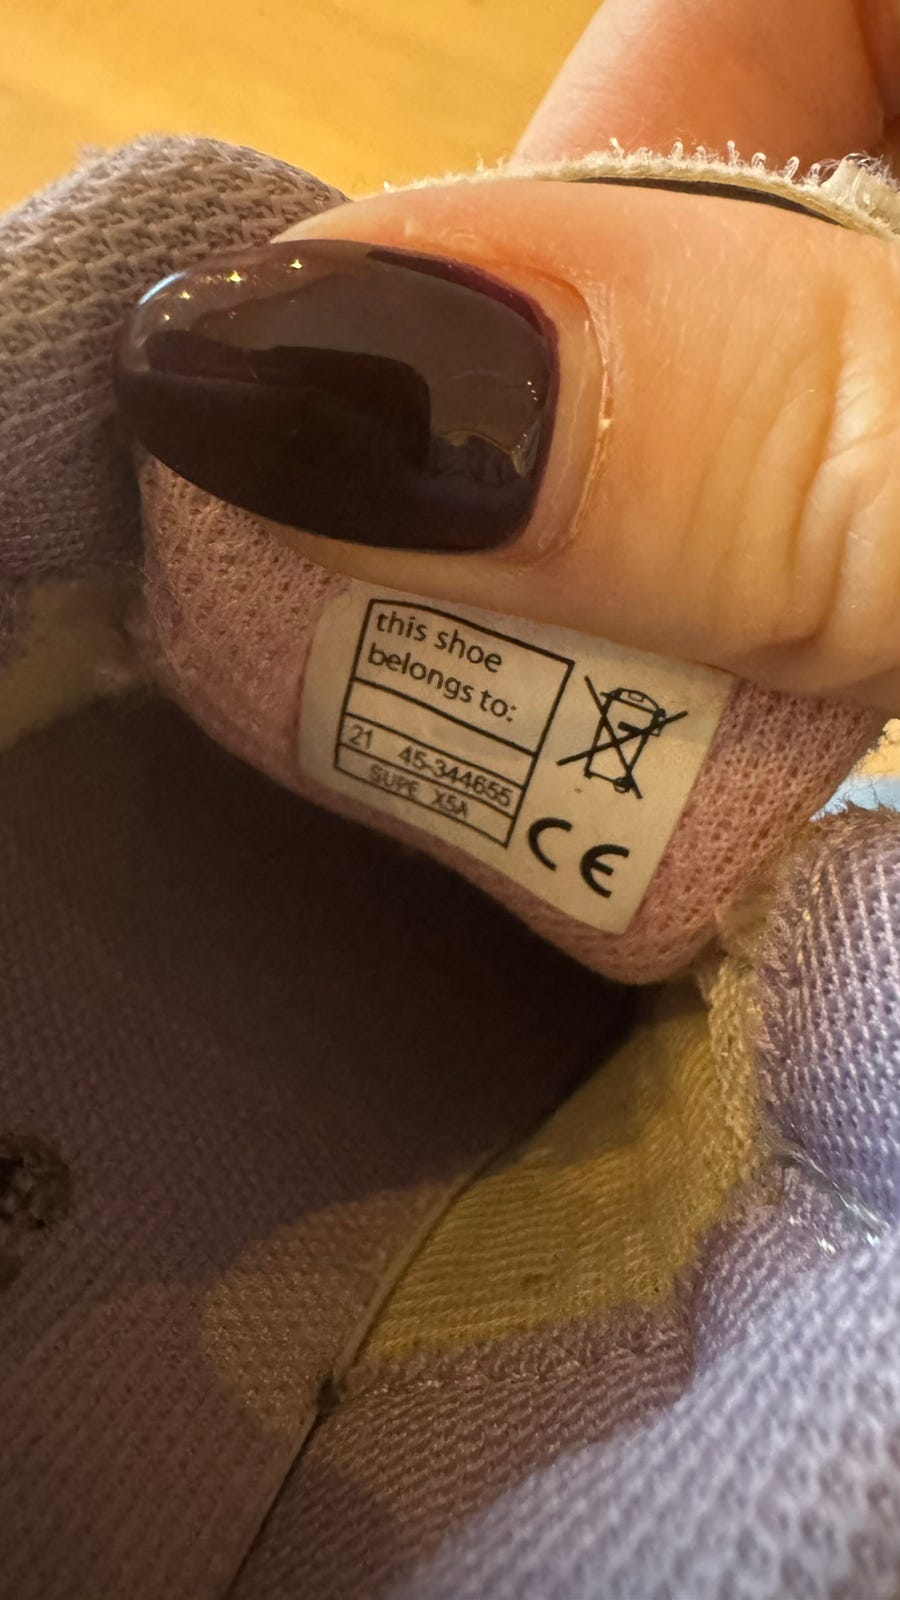 this shoe
belongs to:
21 45-344655
SUPE X5A
CE